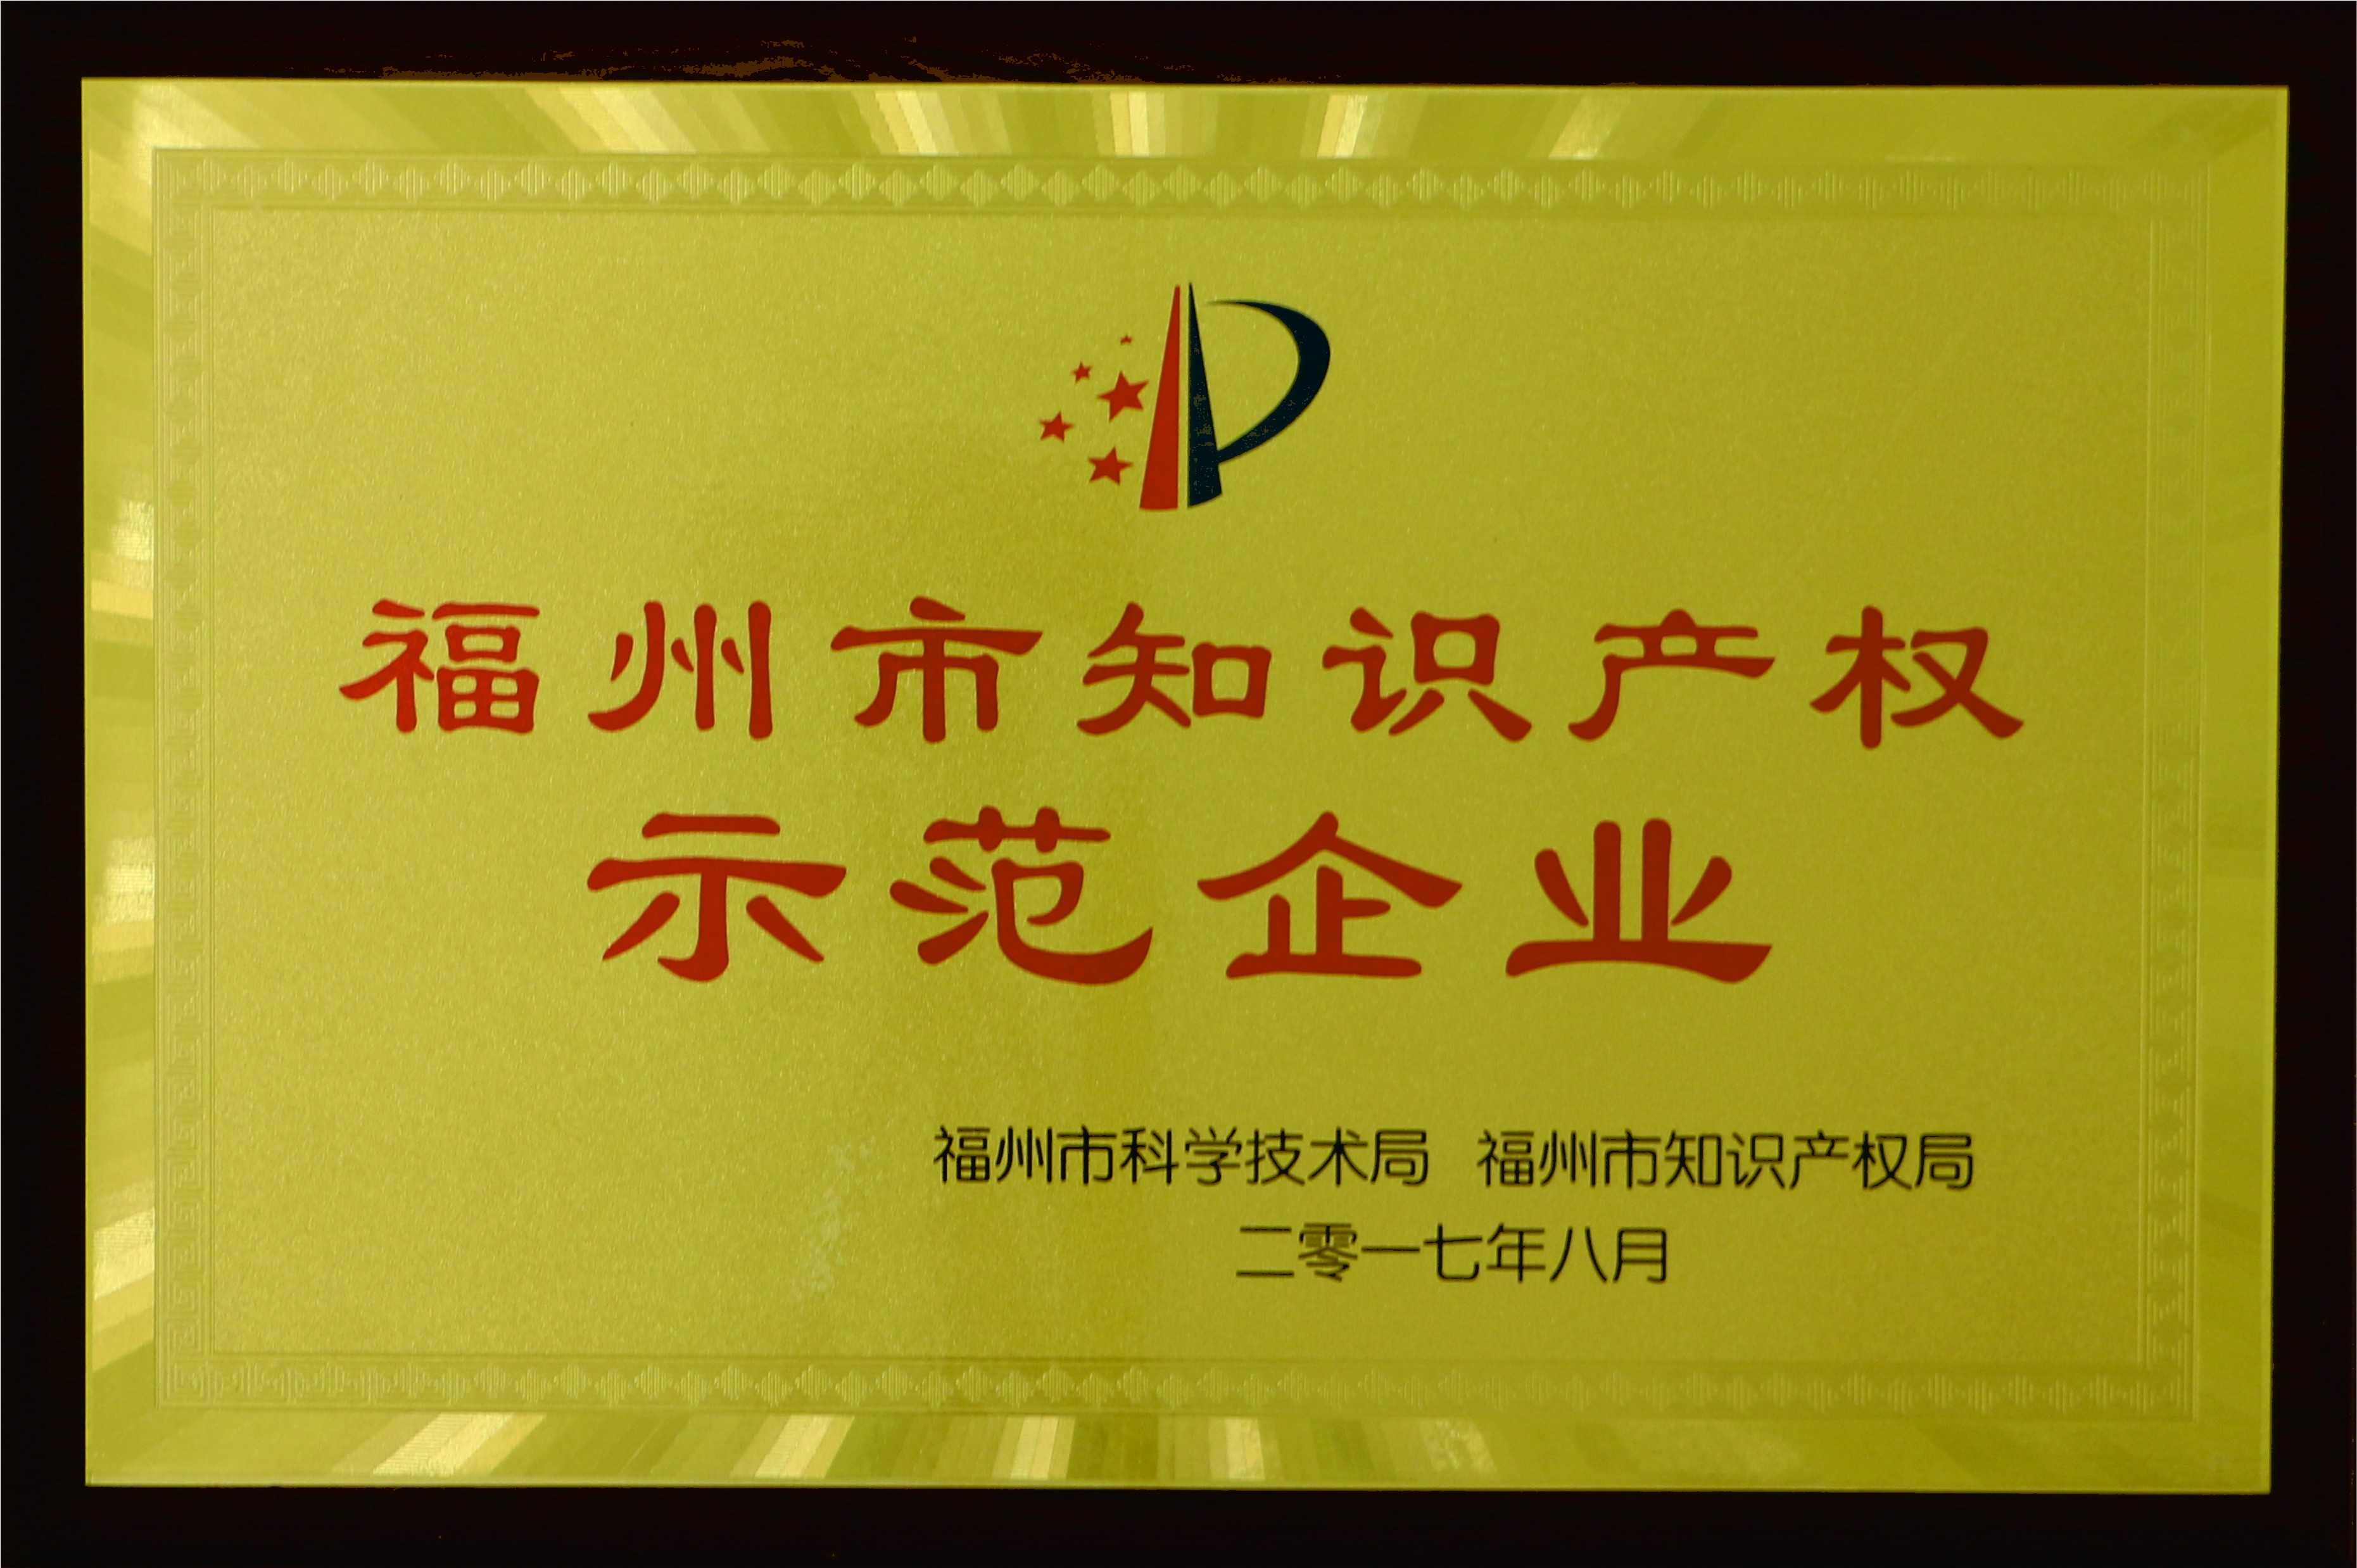 福州市知识产权
示范企业
福州市科学技术局 福州市知识产权局
二零一七年八月